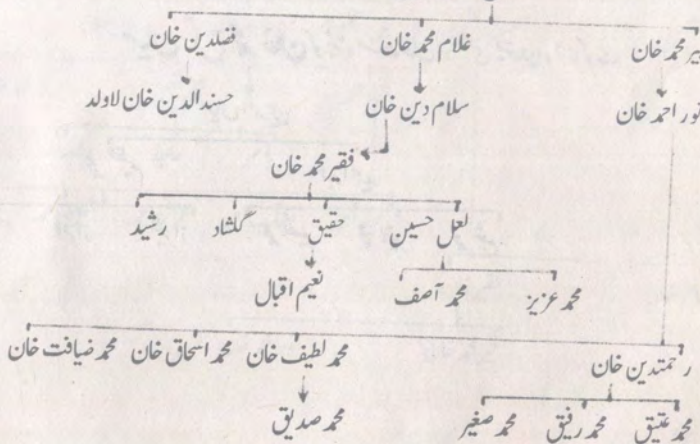 پیر محمد خان غلام محمد خان فضلدین خان
نور احمد خان سلام دین خان حسندالدین خان لاولد
فقیر محمد خان
لعل حسین حقیق گلشاد رشید
محمد عزیز محمد آصف نعیم اقبال
رحمتدین خان محمد لطیف خان محمد اسحاق خان محمد ضیافت خان
محمد عتیق محمد رفیق محمد صغیر محمد صدیق